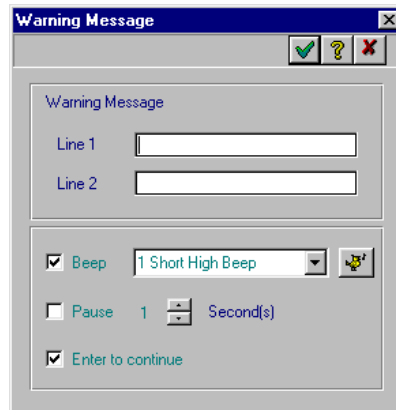 Warning Message
Warning Message
Line 1
Line 2
Beep 1 Short High Beep
Pause 1 Second(s)
Enter to continue